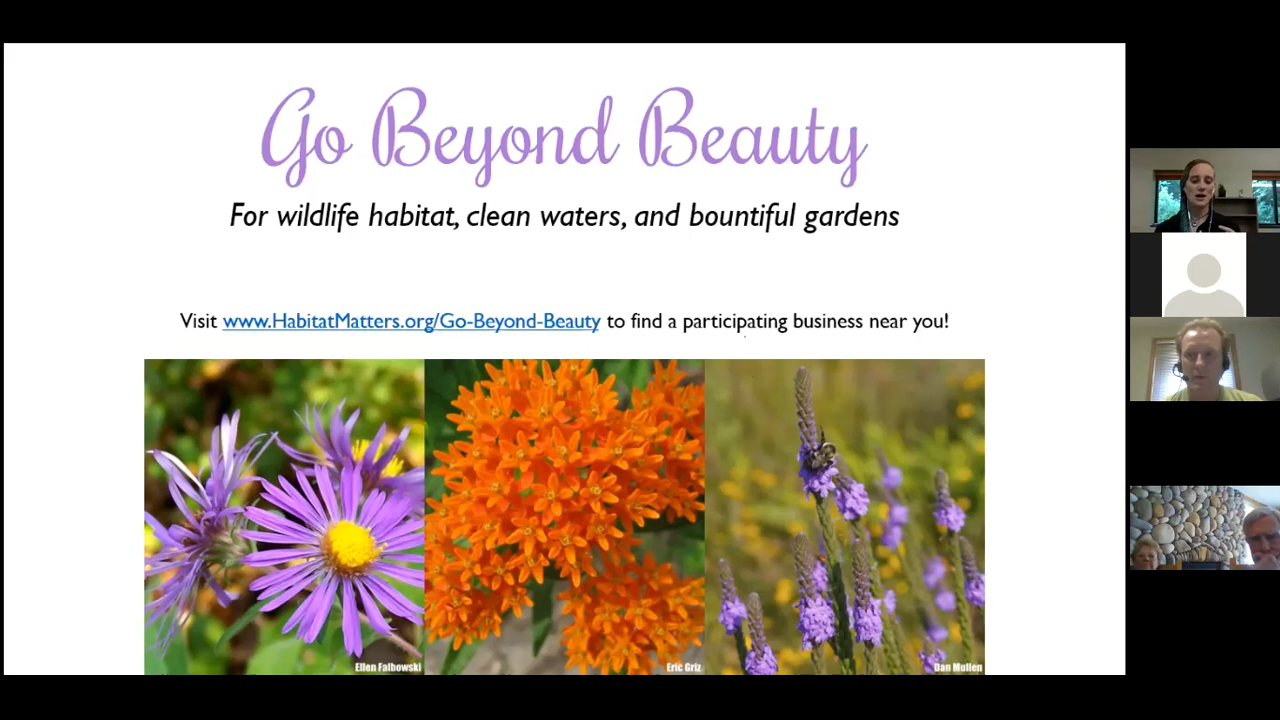 Go Beyond Beauty
For wildlife habitat, clean waters, and bountiful gardens
Visit www.HabitatMatters.org/Go-Beyond-Beauty to find a participating business near you!
Ellen Falbowski
Eric Griz
Dan Mullen